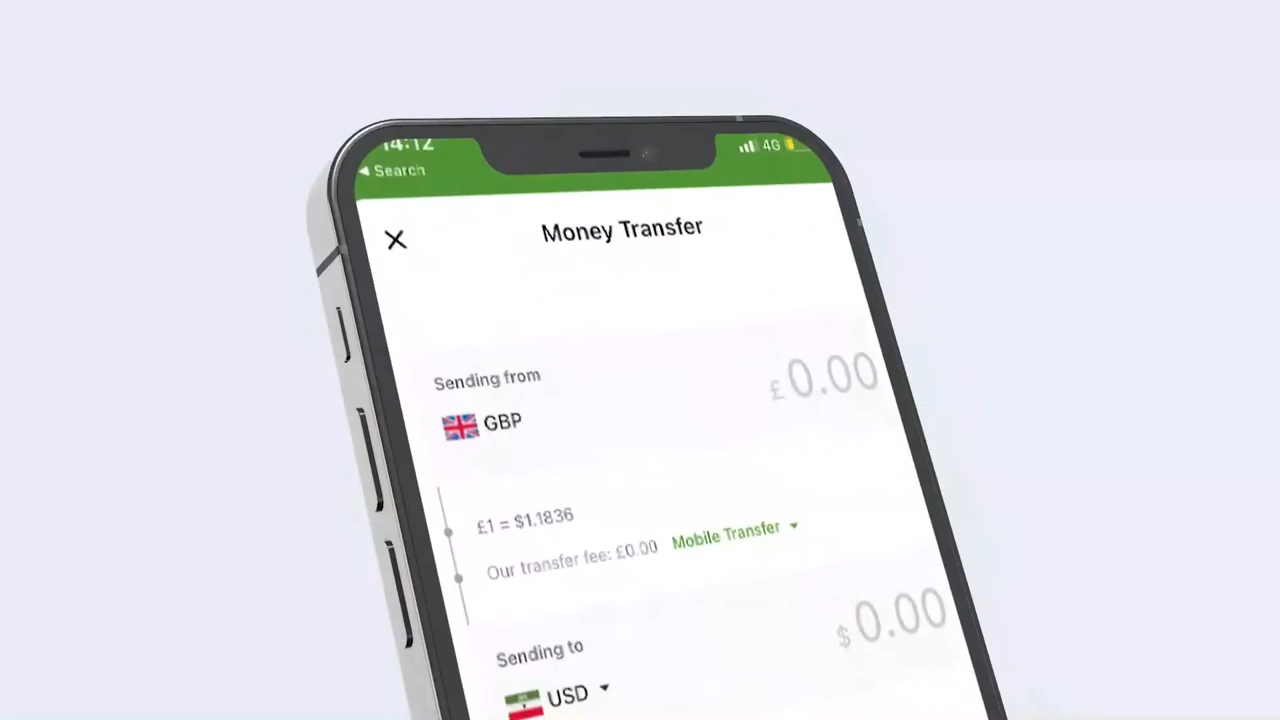 14:12
4G
◀ Search
Money Transfer
Sending from
£0.00
GBP
£1 = $1.1836
Our transfer fee: £0.00 Mobile Transfer
$0.00
Sending to
USD